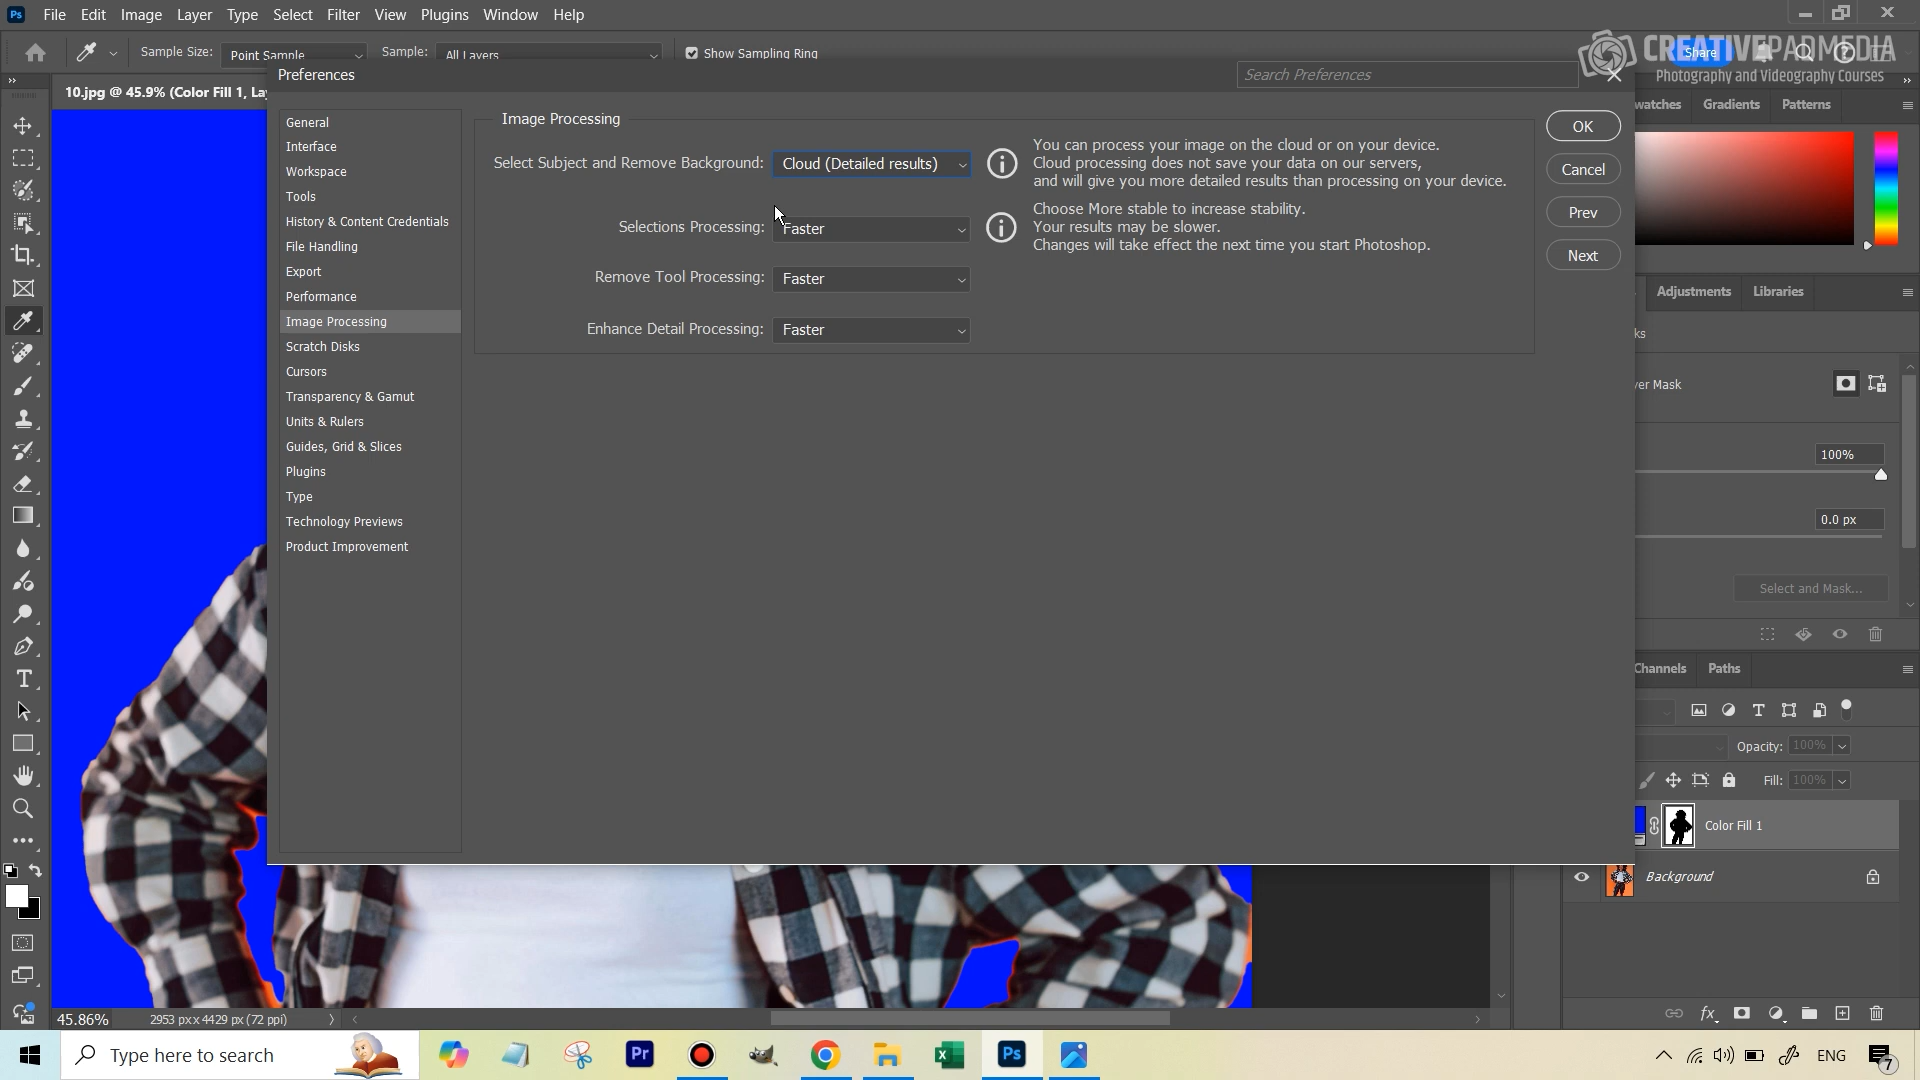 Ps File Edit Image Layer Type Select Filter View Plugins Window Help
Sample Size: Point Sample Sample: All Layers Show Sampling Ring
Share
CREATIVEPADMEDIA
Photography and Videography Courses
10.jpg @ 45.9% (Color Fill 1, La
Preferences
Search Preferences
General
Interface
Workspace
Tools
History & Content Credentials
File Handling
Export
Performance
Image Processing
Scratch Disks
Cursors
Transparency & Gamut
Units & Rulers
Guides, Grid & Slices
Plugins
Type
Technology Previews
Product Improvement
Image Processing
Select Subject and Remove Background: Cloud (Detailed results)
You can process your image on the cloud or on your device.
Cloud processing does not save your data on our servers,
and will give you more detailed results than processing on your device.
Selections Processing: Faster
Choose More stable to increase stability.
Your results may be slower.
Changes will take effect the next time you start Photoshop.
Remove Tool Processing: Faster
Enhance Detail Processing: Faster
OK
Cancel
Prev
Next
watches Gradients Patterns
Adjustments Libraries
ks
er Mask
100%
0.0 px
Select and Mask...
Channels Paths
Opacity: 100%
Fill: 100%
Color Fill 1
Background
45.86% 2953 px x 4429 px (72 ppi)
Type here to search
Pr
Ps
ENG
7